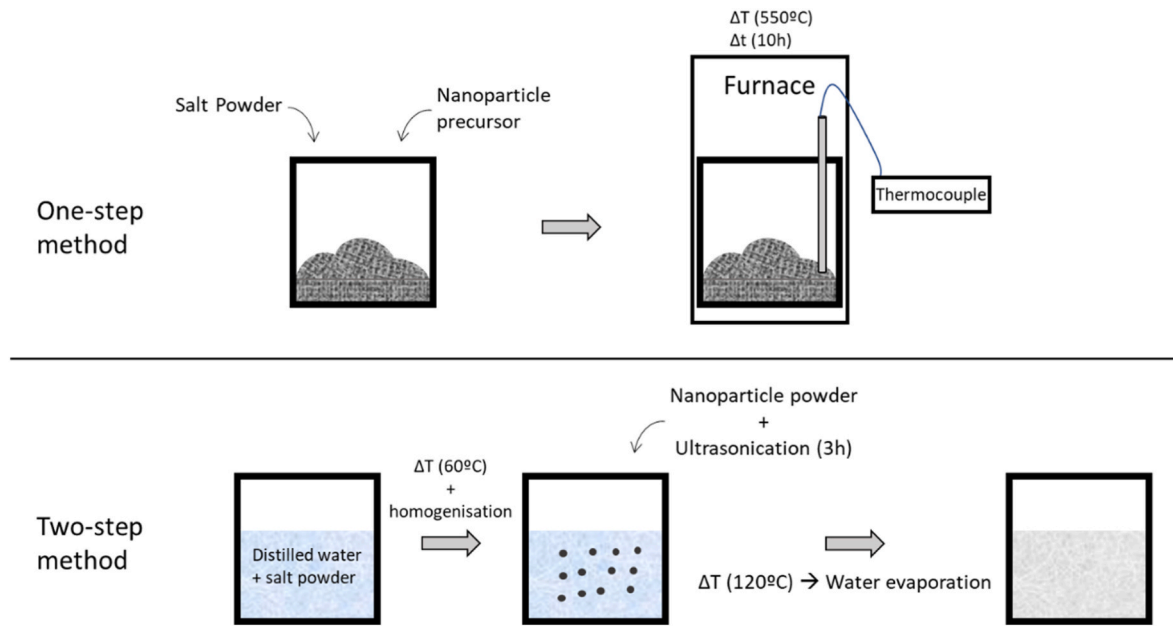 ΔT (550ºC)
Δt (10h)
Furnace
Salt Powder
Nanoparticle
precursor
Thermocouple
One-step
method
Nanoparticle powder
+
Ultrasonication (3h)
ΔT (60ºC)
+
homogenisation
Two-step
method
Distilled water
+ salt powder
ΔT (120ºC) → Water evaporation